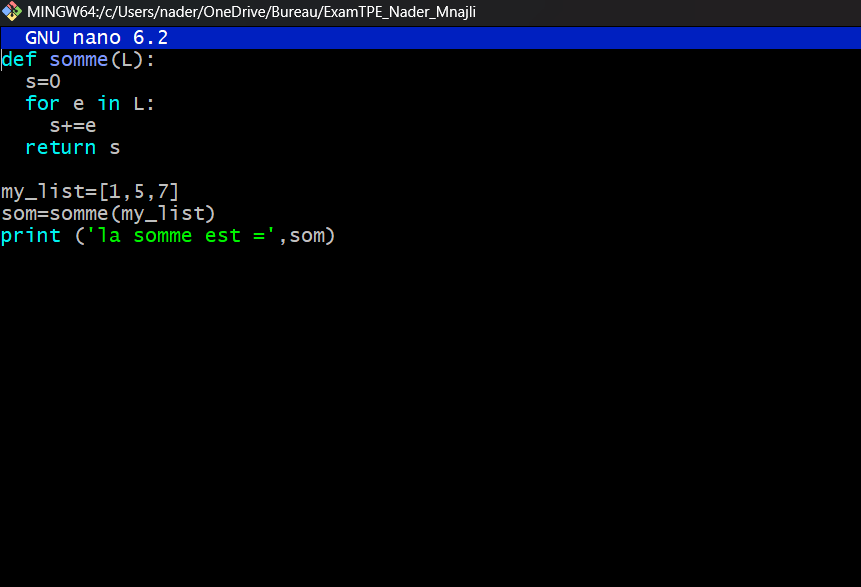 MINGW64:/c/Users/nader/OneDrive/Bureau/ExamTPE_Nader_Mnajli
GNU nano 6.2
def somme(L):
  s=0
  for e in L:
    s+=e
  return s

my_list=[1,5,7]
som=somme(my_list)
print ('la somme est =',som)